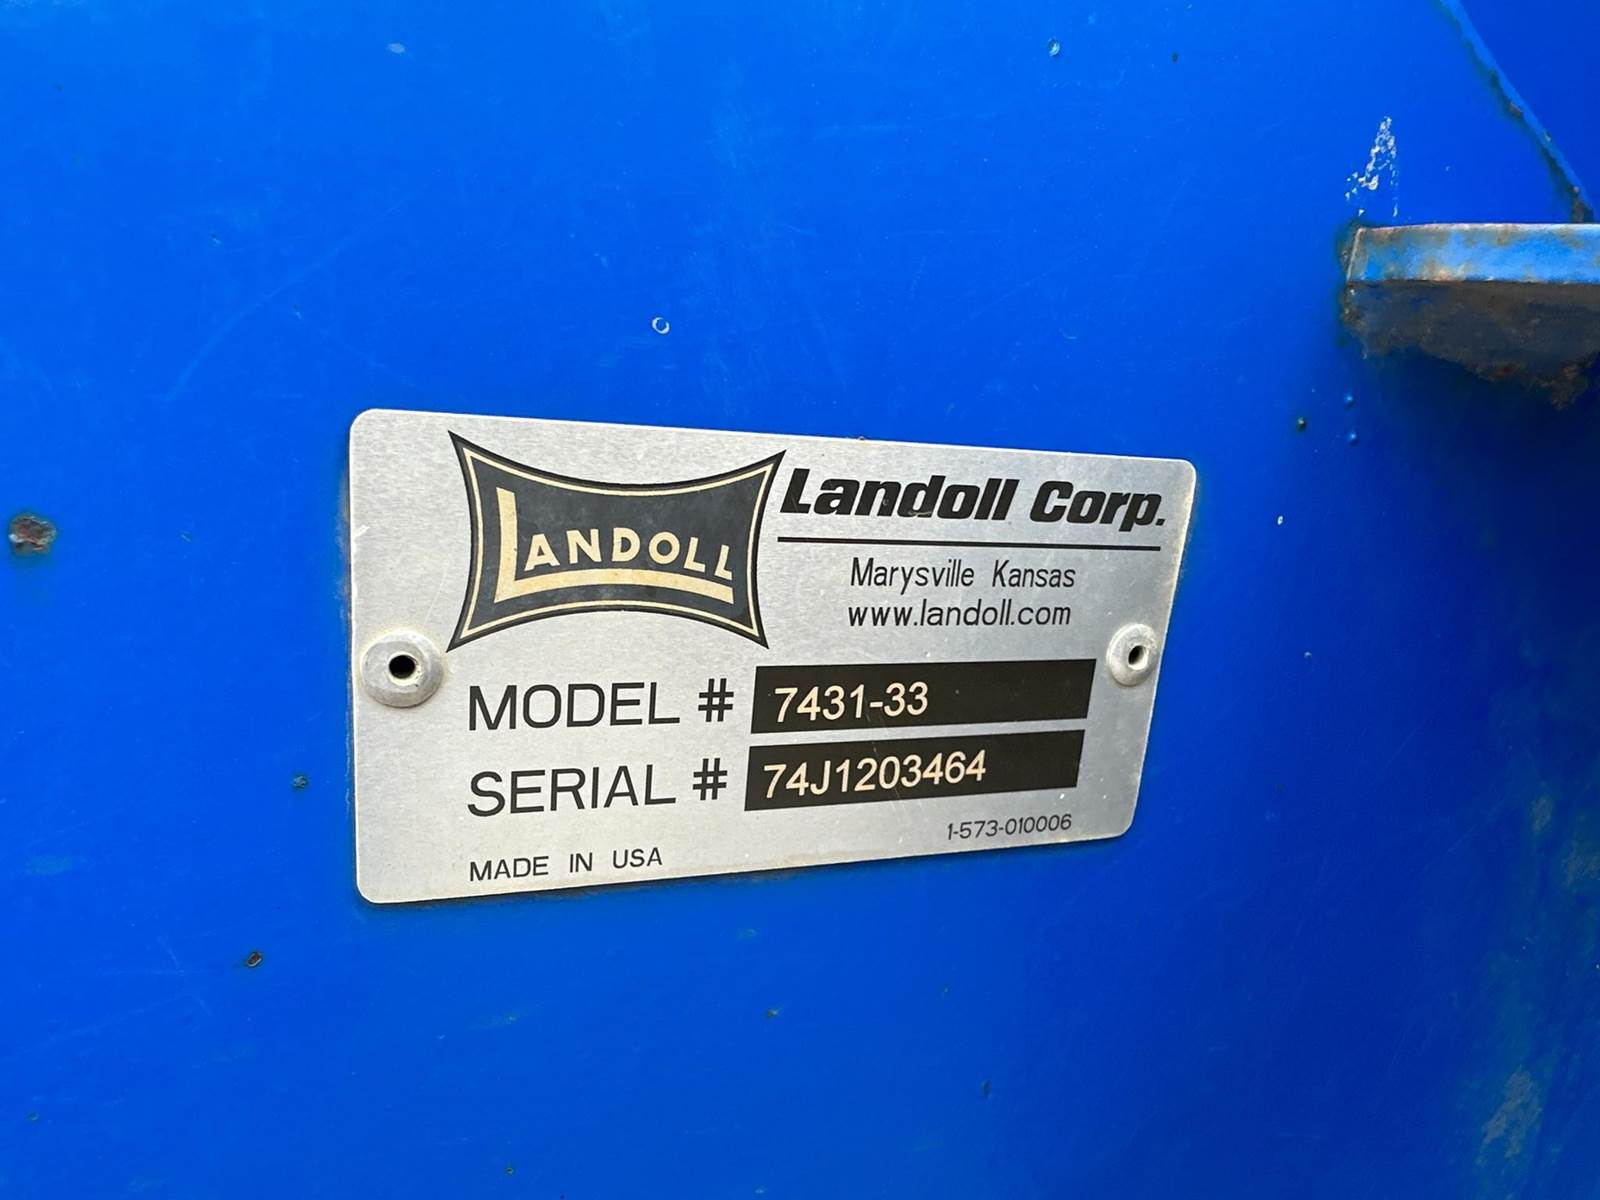 LANDOLL
Landoll Corp.
Marysville Kansas
www.landoll.com
MODEL # 7431-33
SERIAL # 74J1203464
1-573-010006
MADE IN USA